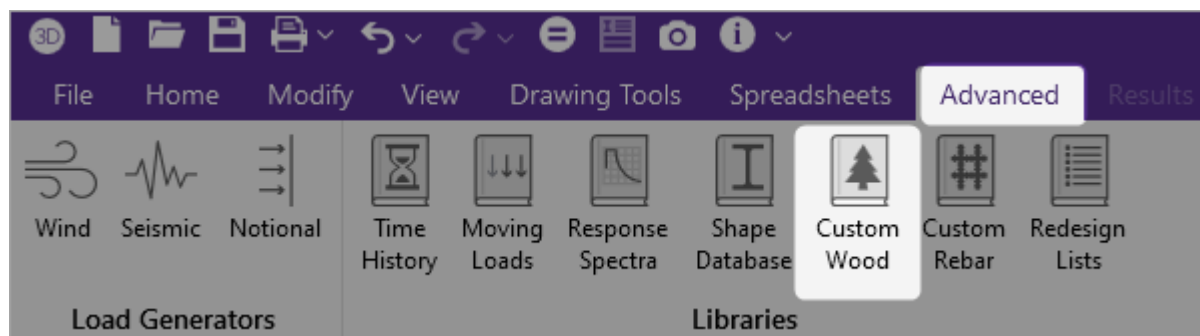 3D
File Home Modify View Drawing Tools Spreadsheets Advanced Results
Wind Seismic Notional Time Moving Response Shape Custom Custom Redesign
History Loads Spectra Database Wood Rebar Lists
Load Generators Libraries